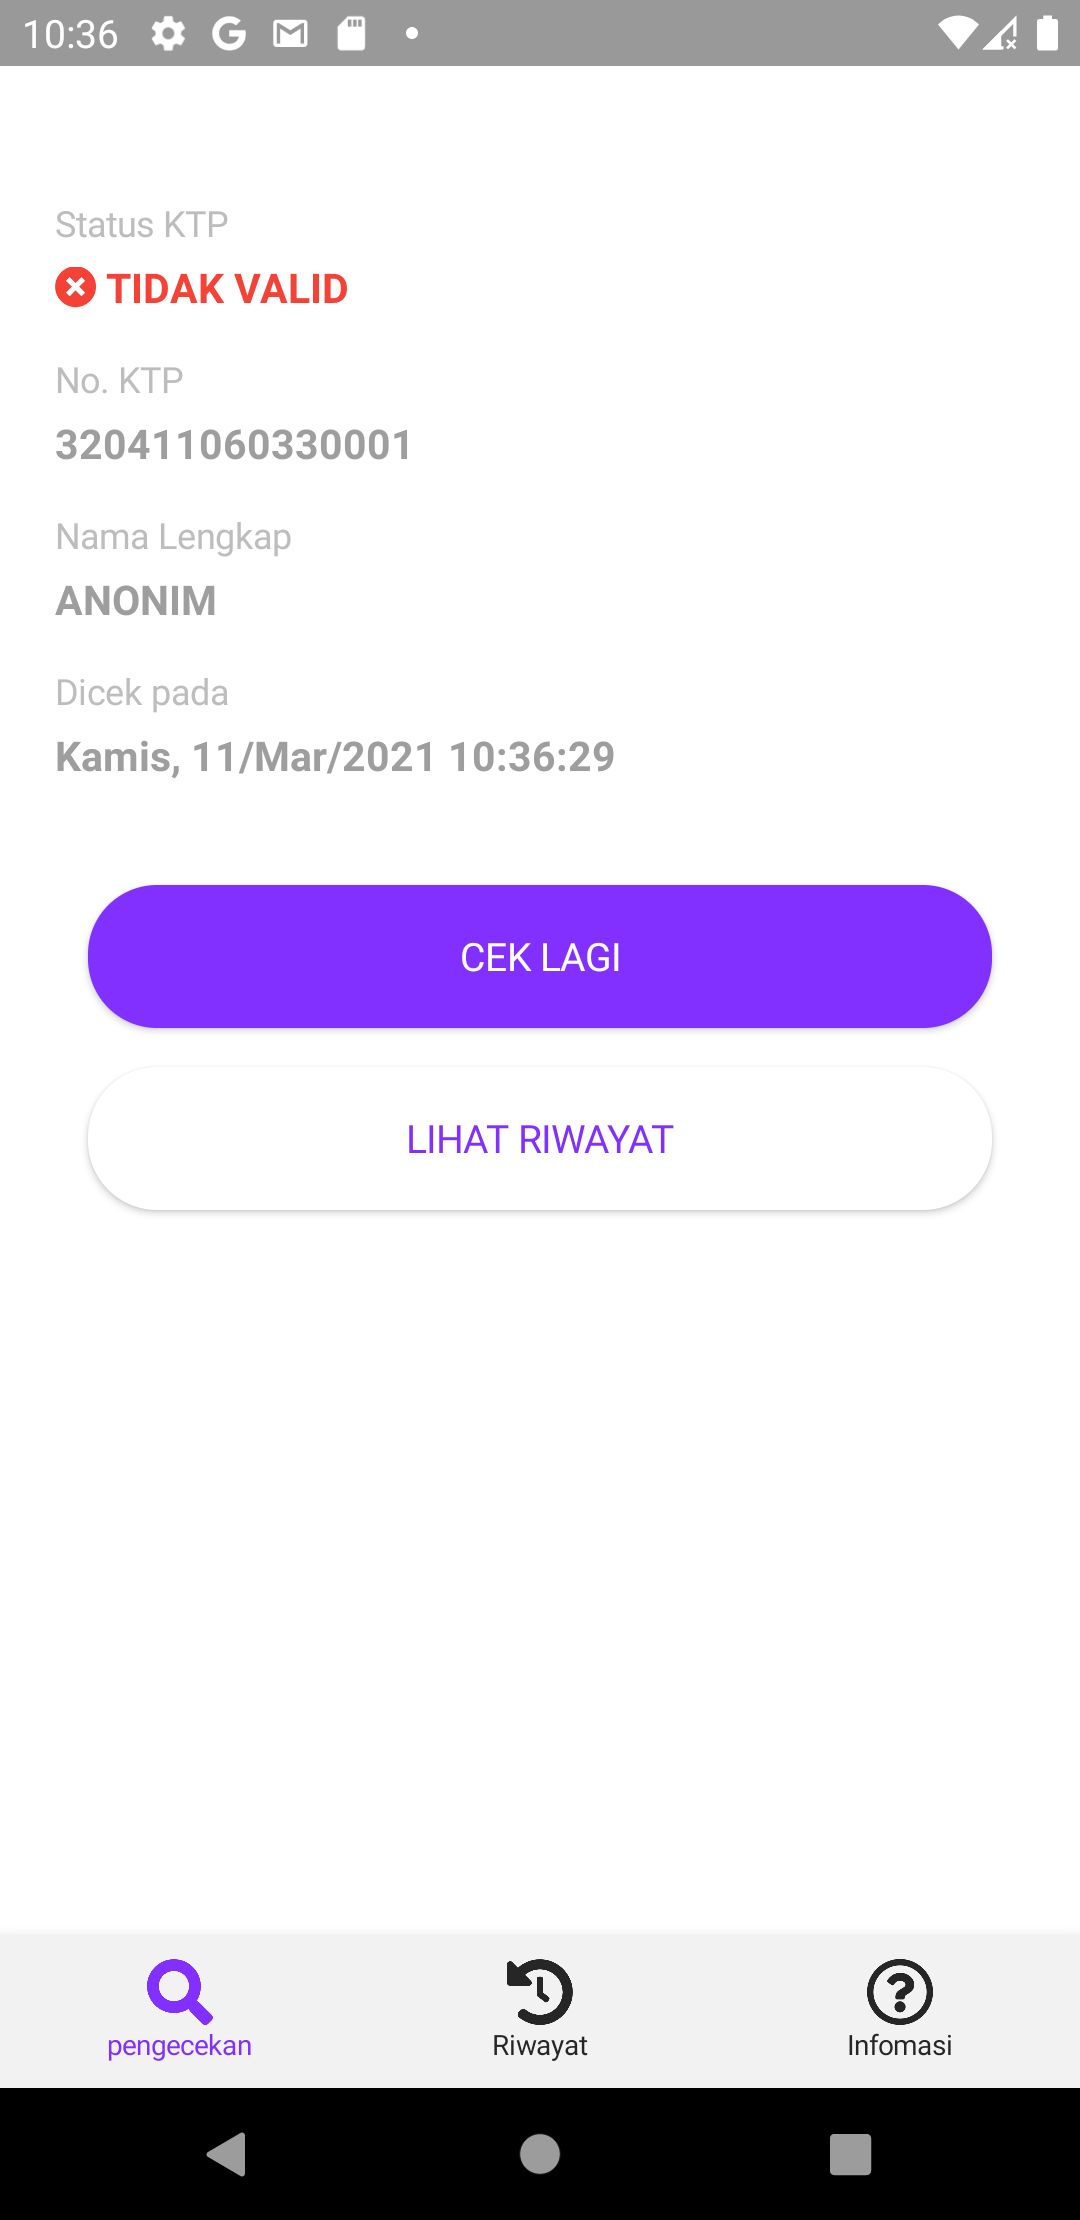 10:36
Status KTP
TIDAK VALID
No. KTP
320411060330001
Nama Lengkap
ANONIM
Dicek pada
Kamis, 11/Mar/2021 10:36:29
CEK LAGI
LIHAT RIWAYAT
pengecekan
Riwayat
Infomasi